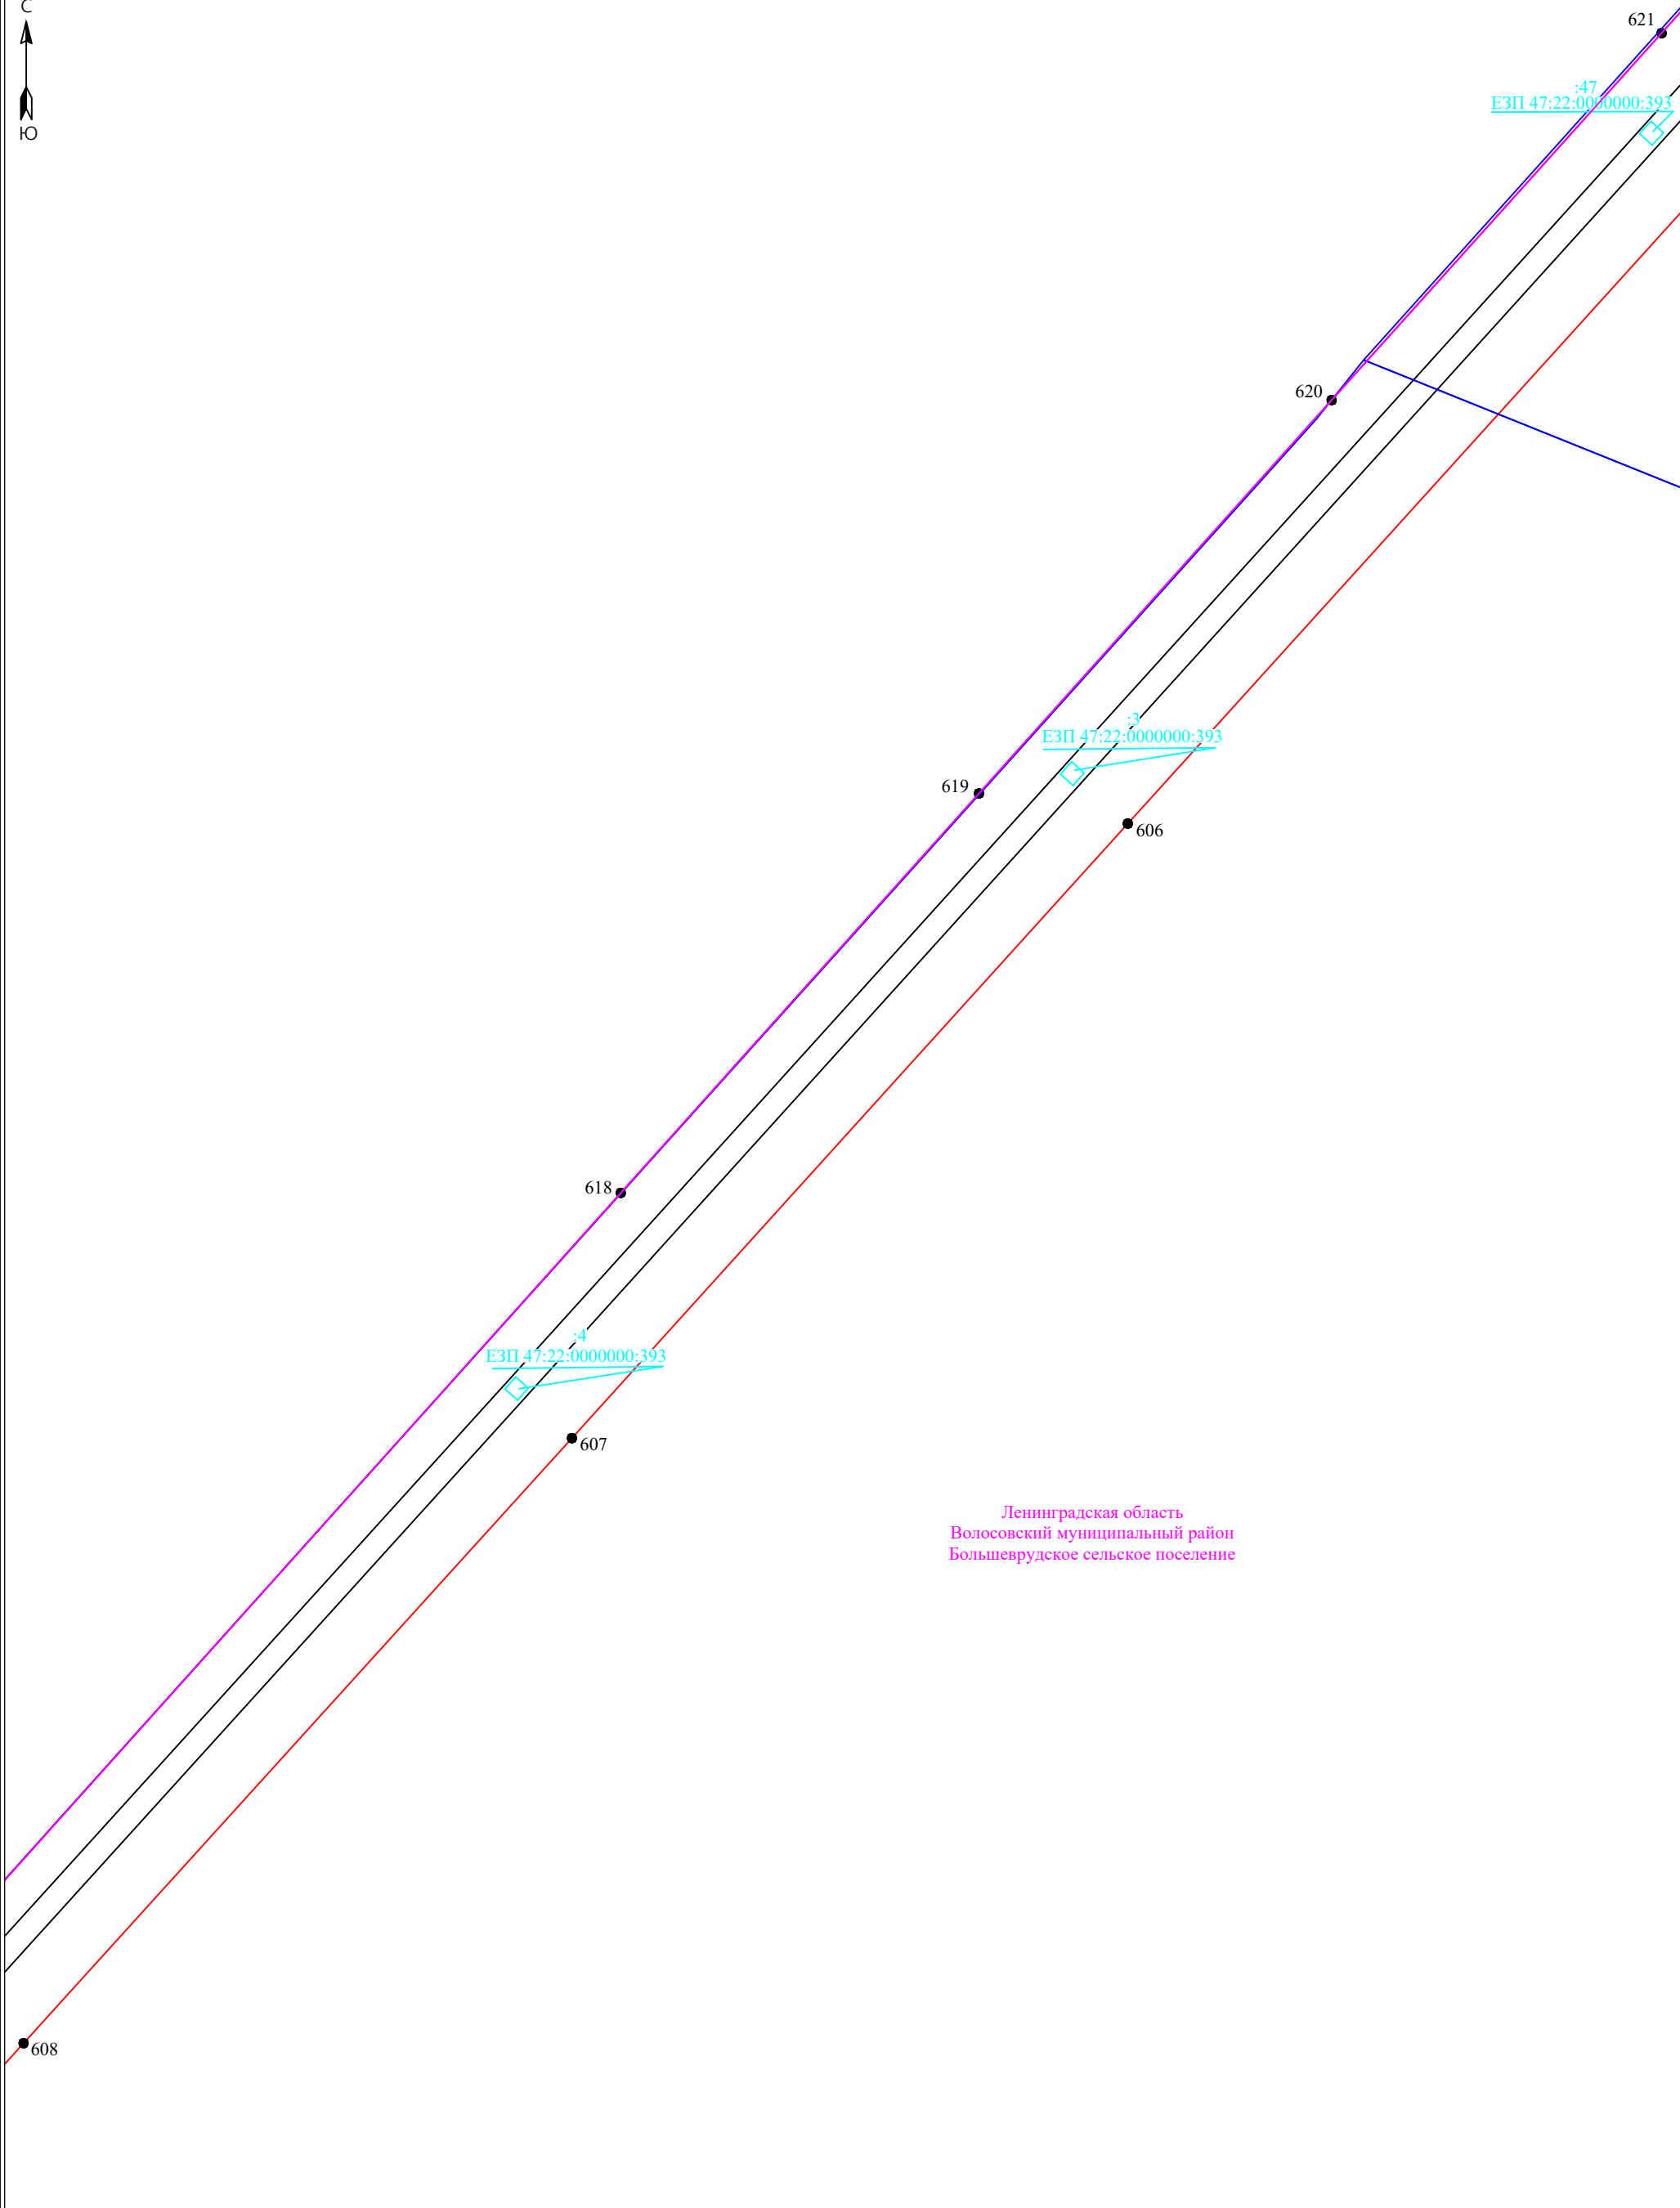 С
Ю
621
:47
ЕЗП 47:22:0000000:393
620
:3
ЕЗП 47:22:0000000:393
619
606
618
:4
ЕЗП 47:22:0000000:393
607
Ленинградская область
Волосовский муниципальный район
Большеврудское сельское поселение
608